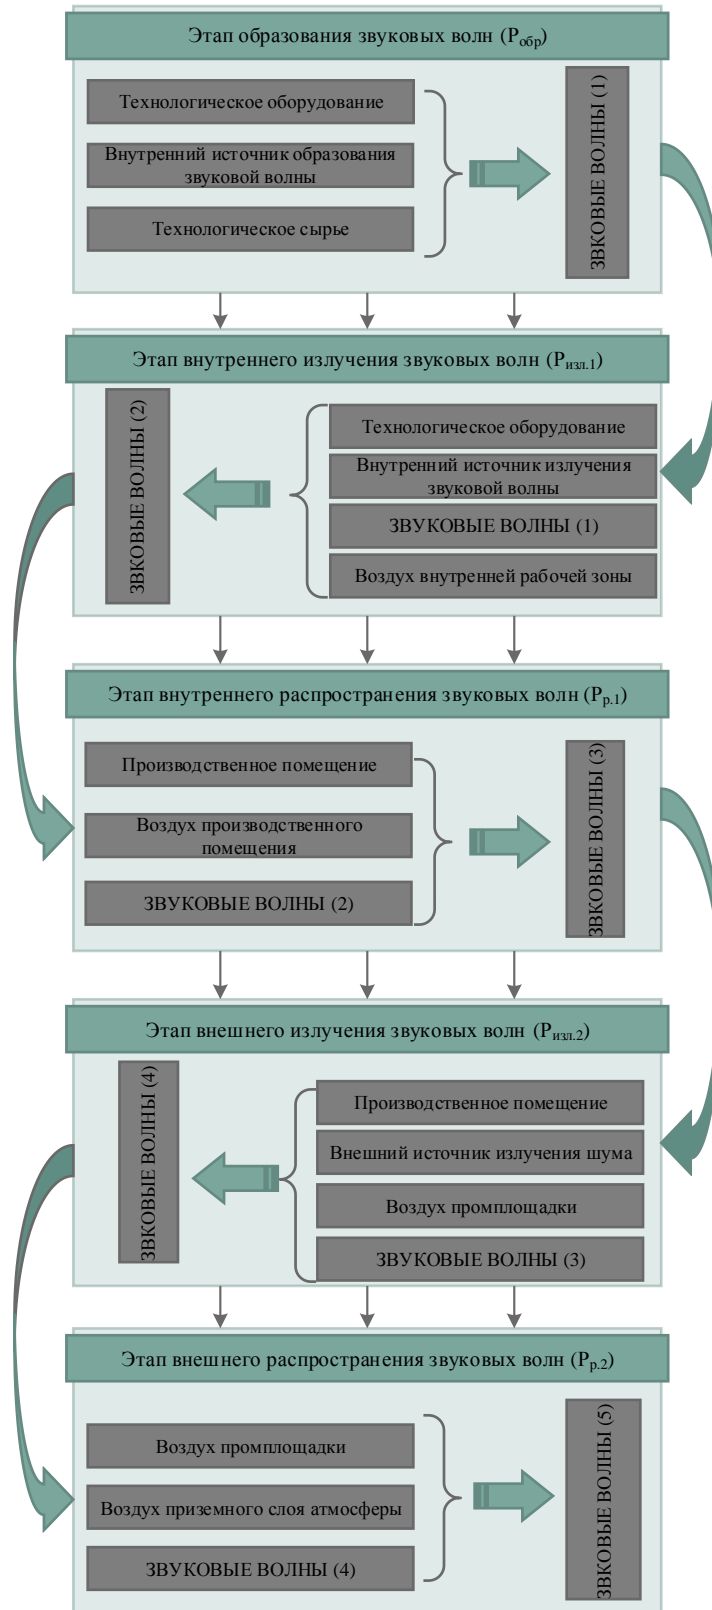 Этап образования звуковых волн (Pобр)
Технологическое оборудование
Внутренний источник образования
звуковой волны
Технологическое сырье
ЗВКОВЫЕ ВОЛНЫ (1)
Этап внутреннего излучения звуковых волн (Pизл.1)
ЗВКОВЫЕ ВОЛНЫ (2)
Технологическое оборудование
Внутренний источник излучения
звуковой волны
ЗВУКОВЫЕ ВОЛНЫ (1)
Воздух внутренней рабочей зоны
Этап внутреннего распространения звуковых волн (Pр.1)
Производственное помещение
Воздух производственного
помещения
ЗВУКОВЫЕ ВОЛНЫ (2)
ЗВКОВЫЕ ВОЛНЫ (3)
Этап внешнего излучения звуковых волн (Pизл.2)
ЗВКОВЫЕ ВОЛНЫ (4)
Производственное помещение
Внешний источник излучения шума
Воздух промплощадки
ЗВУКОВЫЕ ВОЛНЫ (3)
Этап внешнего распространения звуковых волн (Pр.2)
Воздух промплощадки
Воздух приземного слоя атмосферы
ЗВУКОВЫЕ ВОЛНЫ (4)
ЗВКОВЫЕ ВОЛНЫ (5)